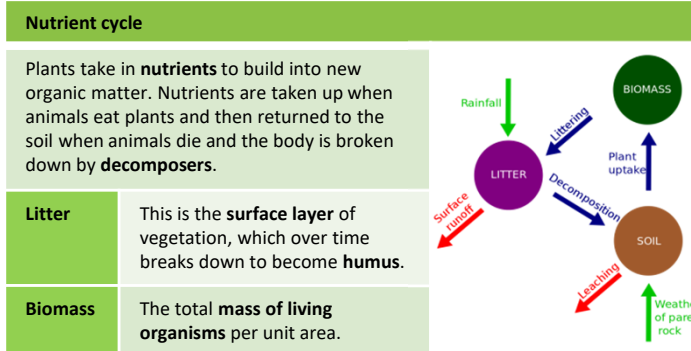 Nutrient cycle
Plants take in nutrients to build into new
organic matter. Nutrients are taken up when
animals eat plants and then returned to the
soil when animals die and the body is broken
down by decomposers.
Litter
This is the surface layer of
vegetation, which over time
breaks down to become humus.
Biomass
The total mass of living
organisms per unit area.
BIOMASS
Rainfall
Littering
LITTER
Plant
uptake
Decomposition
Surface
runoff
SOIL
Leaching
Weathe
of pare
rock